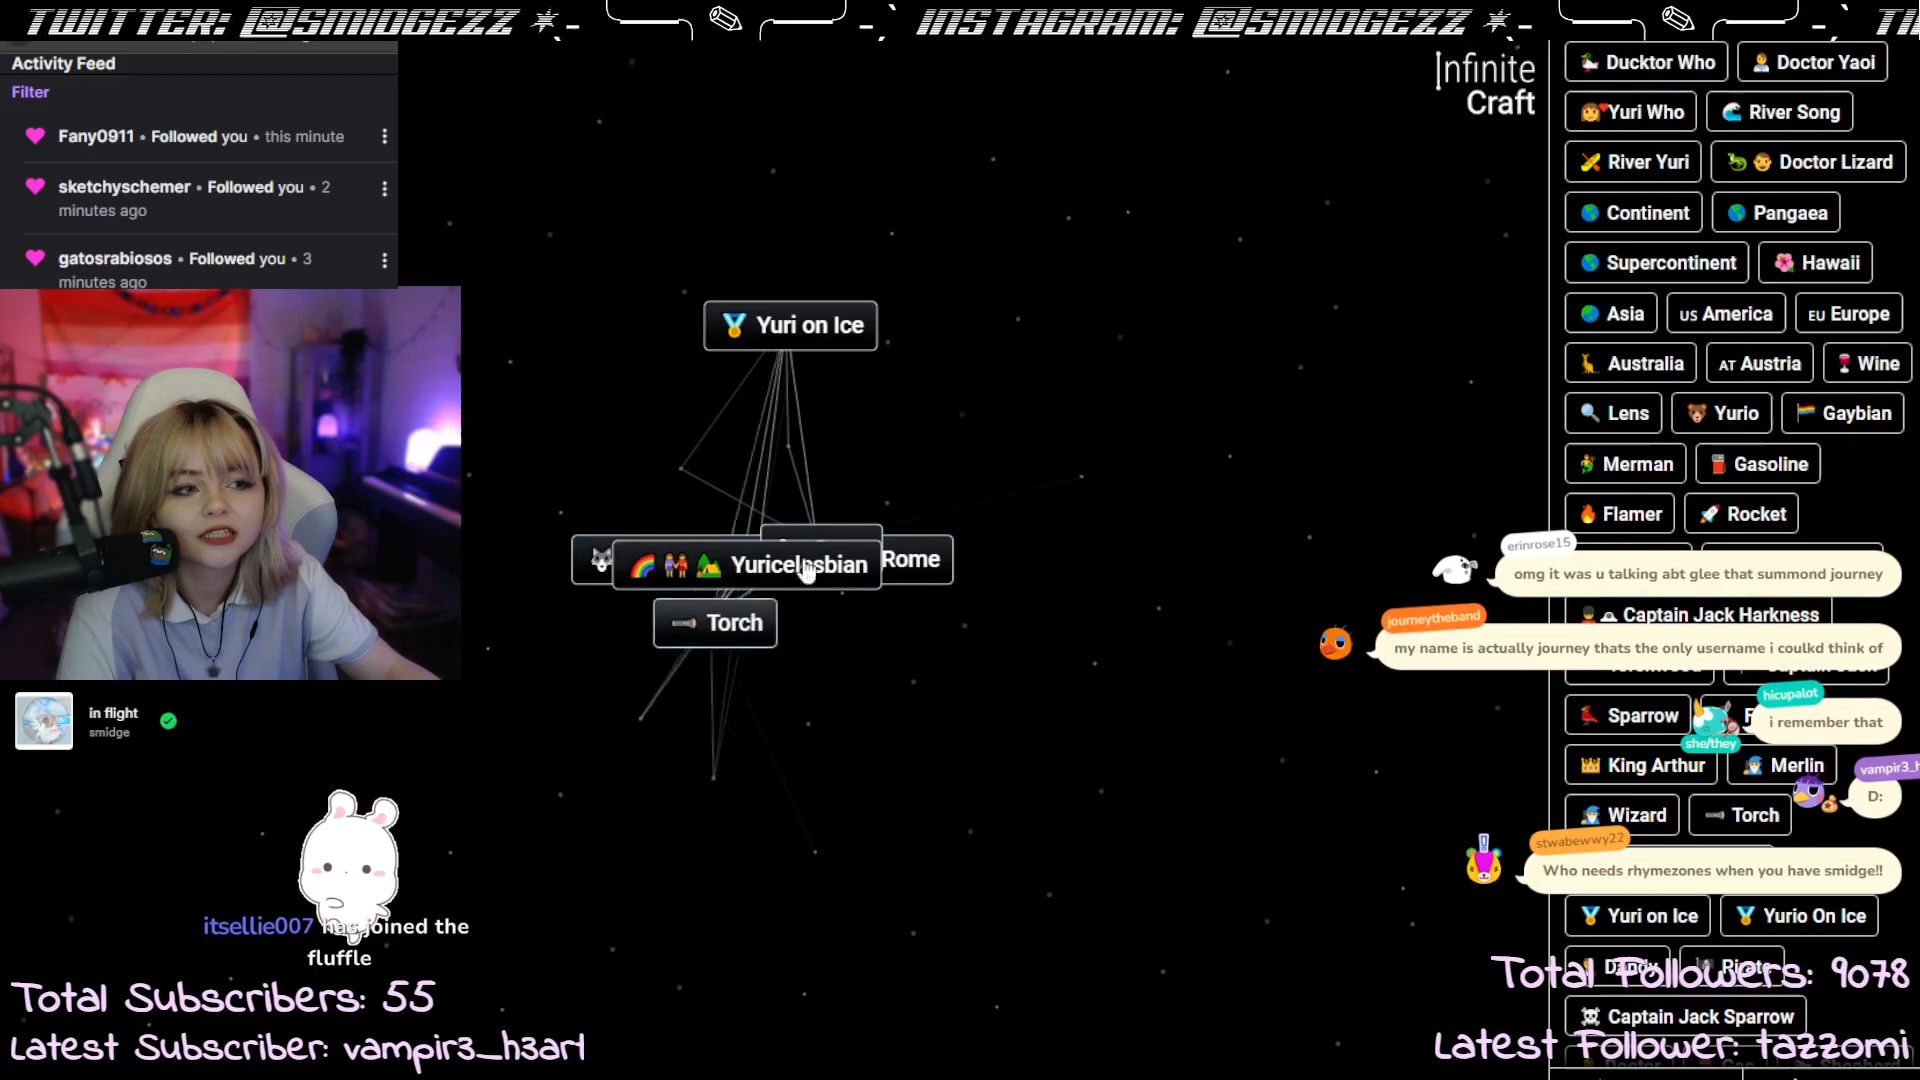 TWITTER: @SMIDGEZZ
INSTAGRAM: @SMIDGEZZ
Activity Feed
Filter
Fany0911 • Followed you • this minute
sketchyschemer • Followed you • 2
minutes ago
gatosrabiosos • Followed you • 3
minutes ago
in flight
smidge
itsellie007 has joined the
fluffle
Total Subscribers: 55
Latest Subscriber: vampir3_h3art
Infinite
Craft
Yuri on Ice
Rome
Torch
Ducktor Who
Doctor Yaoi
Yuri Who
River Song
River Yuri
Doctor Lizard
Continent
Pangaea
Supercontinent
Hawaii
Asia
US America
EU Europe
Australia
AT Austria
Wine
Lens
Yurio
Gaybian
Merman
Gasoline
Flamer
Rocket
erinrose15
omg it was u talking abt glee that summond journey
Captain Jack Harkness
journeytheband
my name is actually journey thats the only username i coulkd think of
hicupalot
Sparrow
i remember that
she/they
King Arthur
Merlin
D:
Wizard
Torch
stwabewwy22
Who needs rhymezones when you have smidge!!
Yuri on Ice
Yurio On Ice
Dandy
Pirate
Total Followers: 9078
Captain Jack Sparrow
Latest Follower: tazzomi